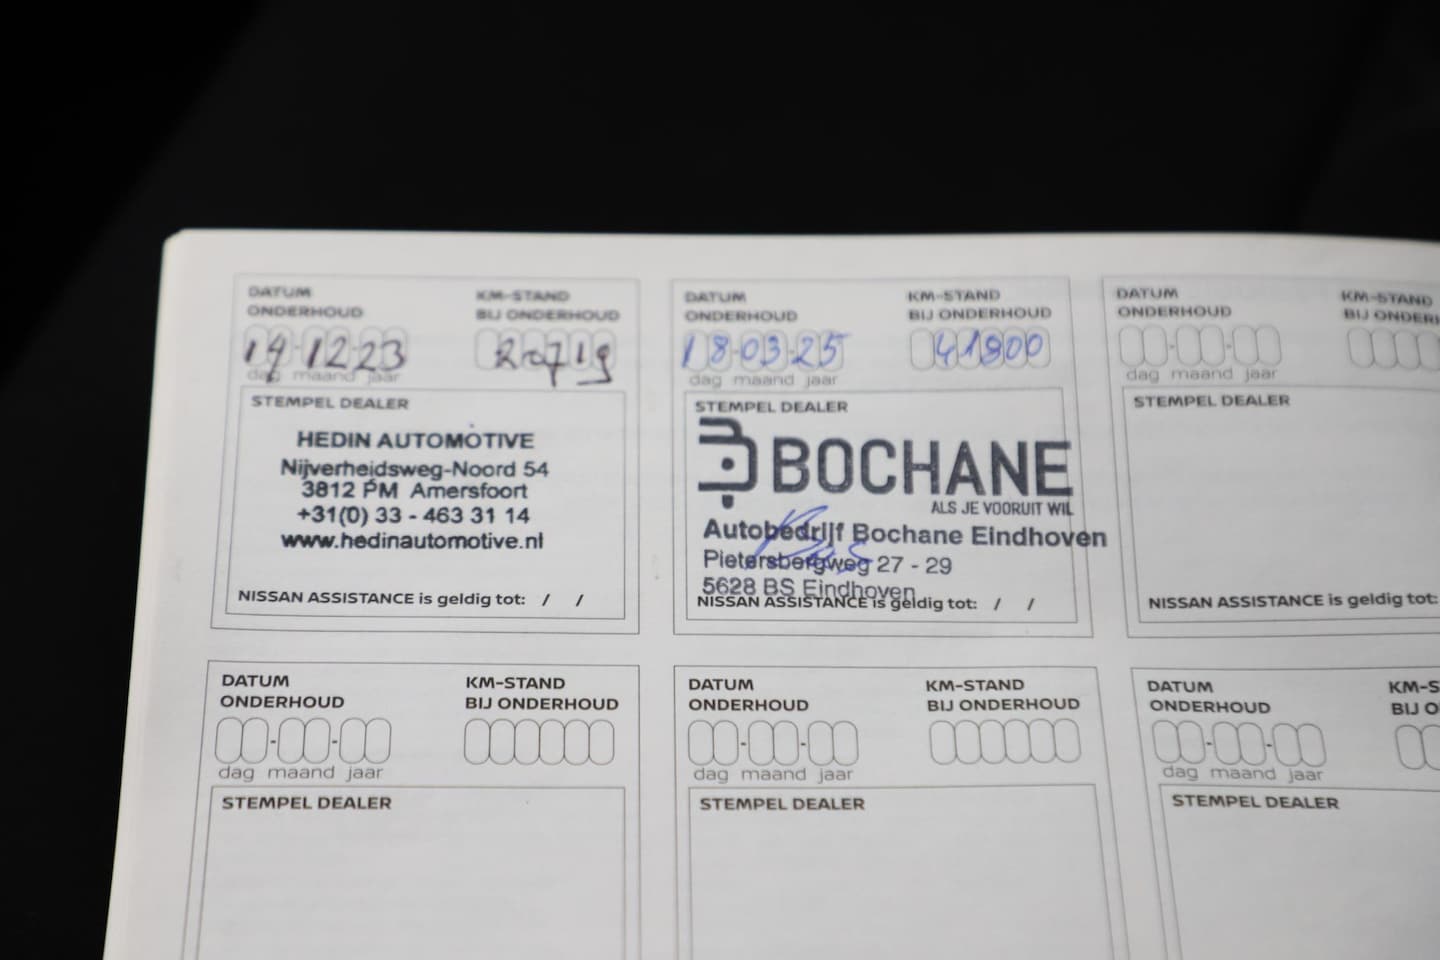 DATUM
ONDERHOUD
KM-STAND
BIJ ONDERHOUD
19-12-23
20719
dag maand jaar
STEMPEL DEALER
HEDIN AUTOMOTIVE
Nijverheidsweg-Noord 54
3812 PM Amersfoort
+31(0) 33 - 463 31 14
www.hedinautomotive.nl
NISSAN ASSISTANCE is geldig tot: / /
DATUM
ONDERHOUD
KM-STAND
BIJ ONDERHOUD
18-03-25
41900
dag maand jaar
STEMPEL DEALER
BOCHANE
ALS JE VOORUIT WIL
Autobedrijf Bochane Eindhoven
Pietersbergweg 27 - 29
5628 BS Eindhoven
NISSAN ASSISTANCE is geldig tot: / /
DATUM
ONDERHOUD
KM-STAND
BIJ ONDERH
dag maand jaar
STEMPEL DEALER
NISSAN ASSISTANCE is geldig tot:
DATUM
ONDERHOUD
KM-STAND
BIJ ONDERHOUD
dag maand jaar
STEMPEL DEALER
DATUM
ONDERHOUD
KM-STAND
BIJ ONDERHOUD
dag maand jaar
STEMPEL DEALER
DATUM
ONDERHOUD
KM-S
BIJ O
dag maand jaar
STEMPEL DEALER